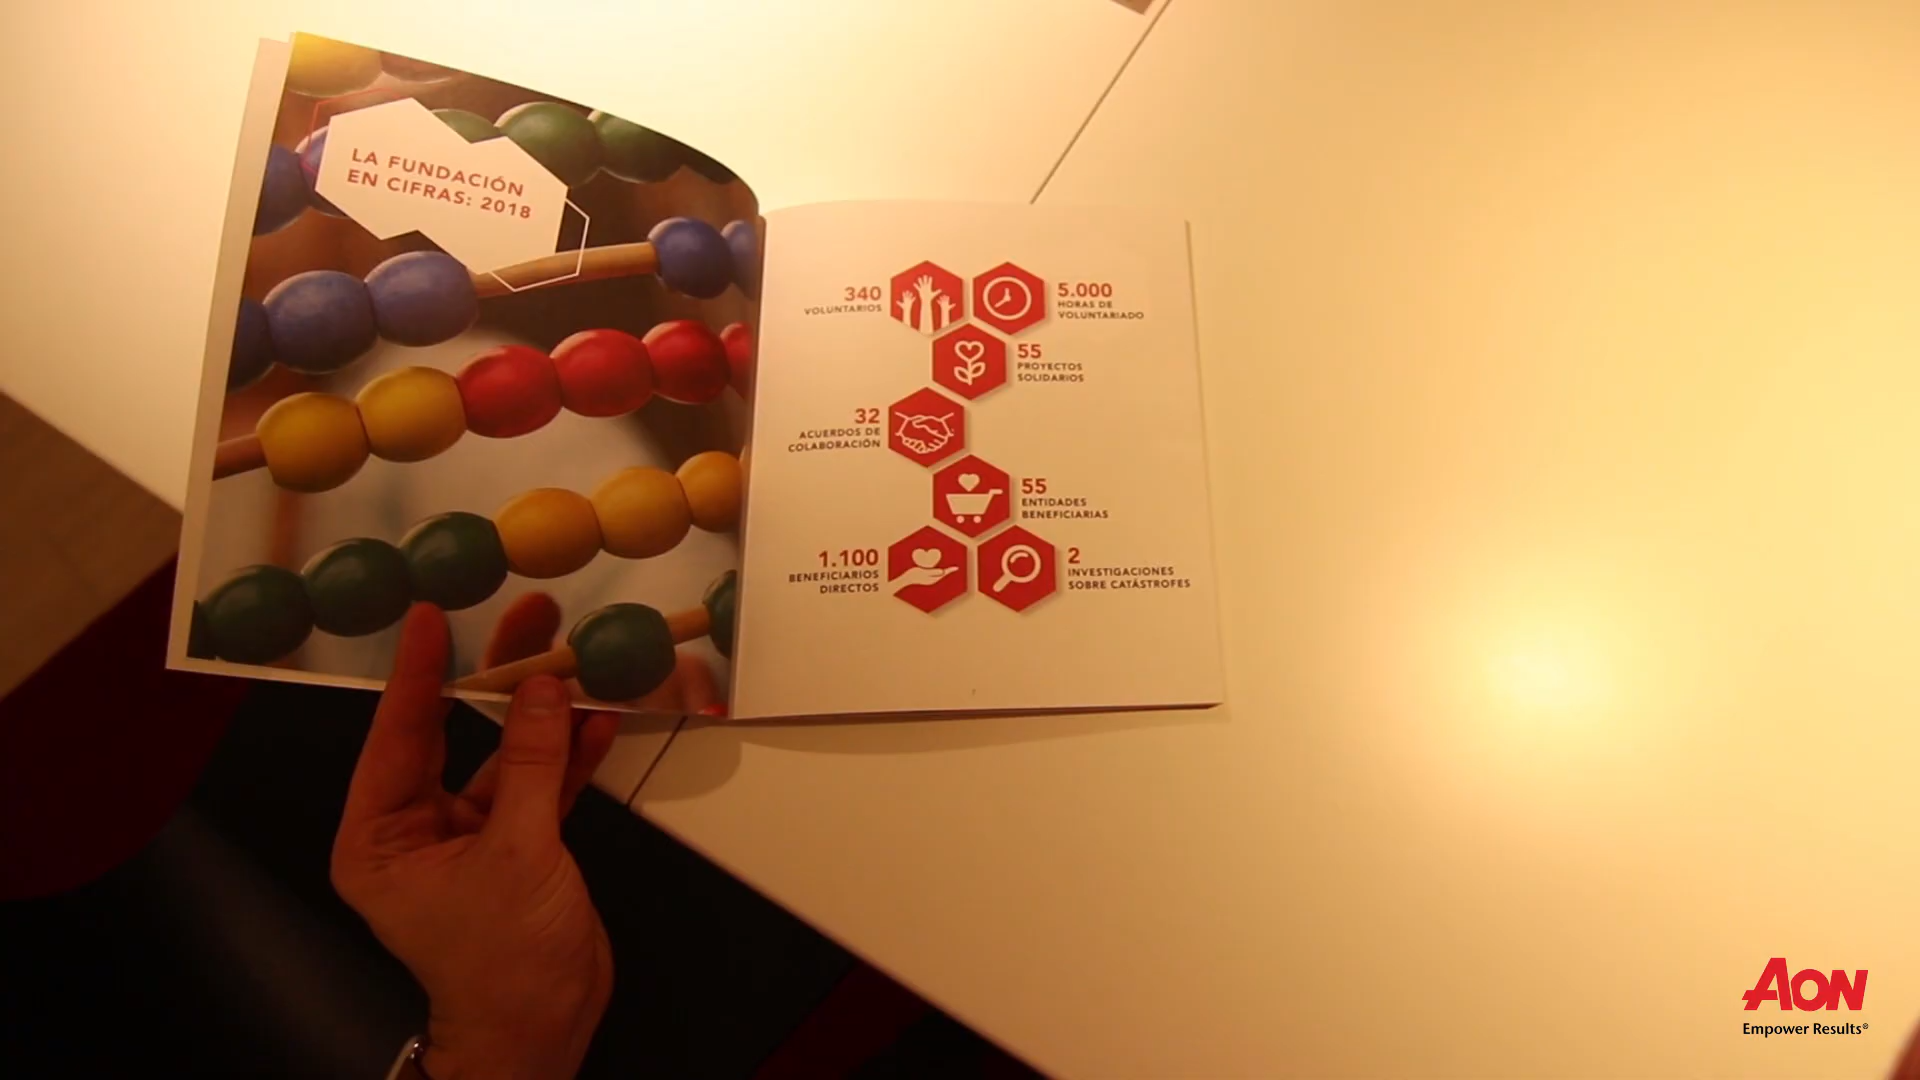 LA FUNDACIÓN
EN CIFRAS: 2018
340
VOLUNTARIOS
5.000
HORAS DE
VOLUNTARIADO
55
PROYECTOS
SOLIDARIOS
32
ACUERDOS DE
COLABORACIÓN
55
ENTIDADES
BENEFICIARIAS
1.100
BENEFICIARIOS
DIRECTOS
2
INVESTIGACIONES
SOBRE CATÁSTROFES
AON
Empower Results®